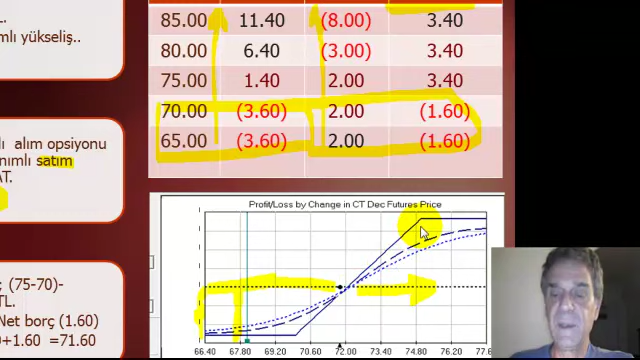 L.
mlı yükseliş..
lı alım opsiyonu
nımlı satım
AT.
ç (75-70)-
TL.
Net borç (1.60)
0+1.60 =71.60
85.00 11.40 (8.00) 3.40
80.00 6.40 (3.00) 3.40
75.00 1.40 2.00 3.40
70.00 (3.60) 2.00 (1.60)
65.00 (3.60) 2.00 (1.60)
Profit/Loss by Change in CT Dec Futures Price
66.40 67.80 69.20 70.60 72.00 73.40 74.80 76.20 77.6